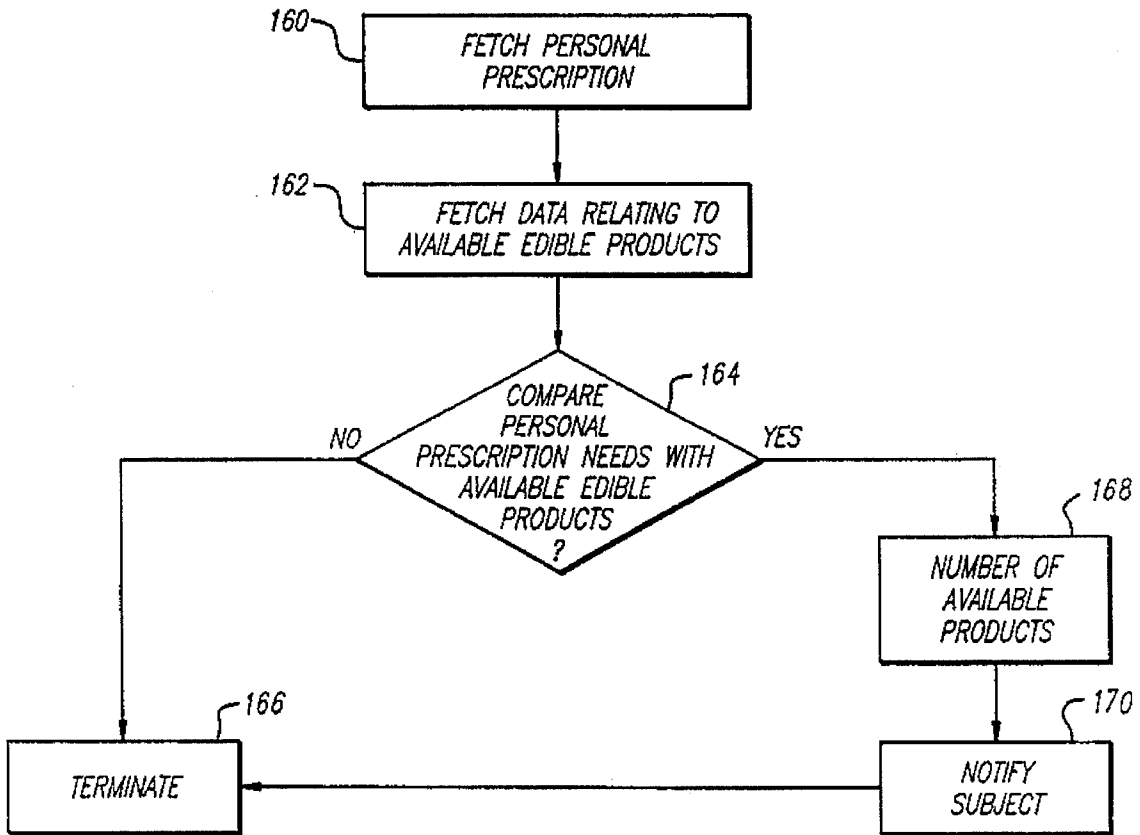 160
FETCH PERSONAL
PRESCRIPTION
162
FETCH DATA RELATING TO
AVAILABLE EDIBLE PRODUCTS
164
COMPARE
PERSONAL
PRESCRIPTION NEEDS WITH
AVAILABLE EDIBLE
PRODUCTS
?
NO
YES
168
NUMBER OF
AVAILABLE
PRODUCTS
166
TERMINATE
170
NOTIFY
SUBJECT